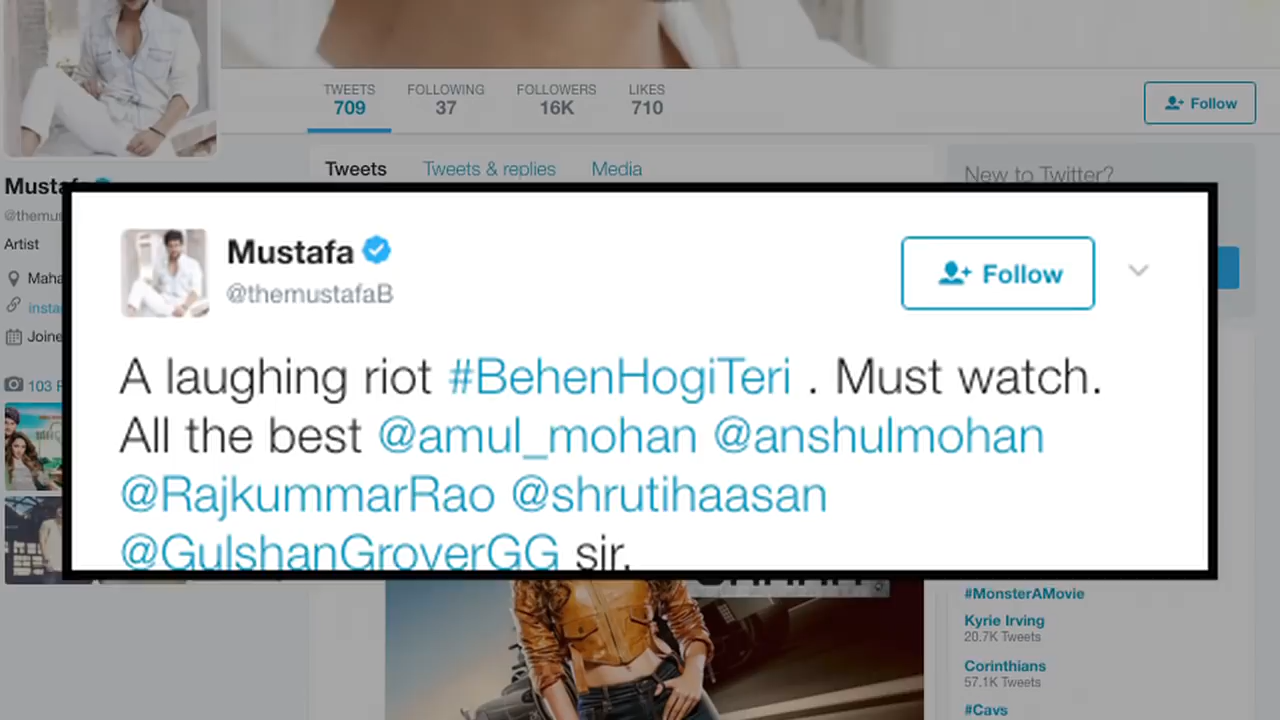 TWEETS FOLLOWING FOLLOWERS LIKES
709 37 16K 710
Follow
Tweets Tweets & replies Media
New to Twitter?
Artist
Joine
103
Mustafa
@themustafaB
Follow
A laughing riot #BehenHogiTeri . Must watch.
All the best @amul_mohan @anshulmohan
@RajkummarRao @shrutihaasan
@GulshanGroverGG sir.
#MonsterAMovie
Kyrie Irving
20.7K Tweets
Corinthians
57.1K Tweets
#Cavs